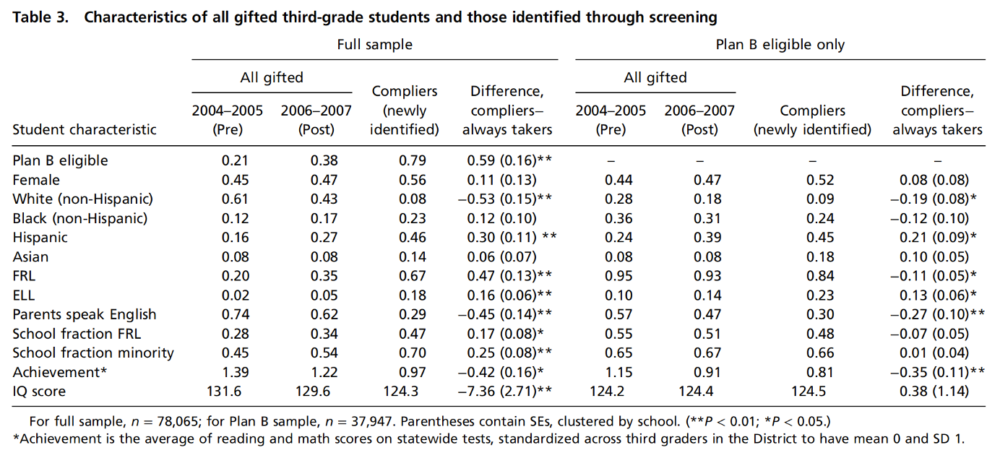 Table 3. Characteristics of all gifted third-grade students and those identified through screening
Full sample Plan B eligible only
All gifted All gifted
Compliers Difference, Difference,
2004–2005 2006–2007 (newly compliers– 2004–2005 2006–2007 Compliers compliers–
Student characteristic (Pre) (Post) identified) always takers (Pre) (Post) (newly identified) always takers
Plan B eligible 0.21 0.38 0.79 0.59 (0.16)** – – – –
Female 0.45 0.47 0.56 0.11 (0.13) 0.44 0.47 0.52 0.08 (0.08)
White (non-Hispanic) 0.61 0.43 0.08 −0.53 (0.15)** 0.28 0.18 0.09 −0.19 (0.08)*
Black (non-Hispanic) 0.12 0.17 0.23 0.12 (0.10) 0.36 0.31 0.24 −0.12 (0.10)
Hispanic 0.16 0.27 0.46 0.30 (0.11) ** 0.24 0.39 0.45 0.21 (0.09)*
Asian 0.08 0.08 0.14 0.06 (0.07) 0.08 0.08 0.18 0.10 (0.05)
FRL 0.20 0.35 0.67 0.47 (0.13)** 0.95 0.93 0.84 −0.11 (0.05)*
ELL 0.02 0.05 0.18 0.16 (0.06)** 0.10 0.14 0.23 0.13 (0.06)*
Parents speak English 0.74 0.62 0.29 −0.45 (0.14)** 0.57 0.47 0.30 −0.27 (0.10)**
School fraction FRL 0.28 0.34 0.47 0.17 (0.08)* 0.55 0.51 0.48 −0.07 (0.05)
School fraction minority 0.45 0.54 0.70 0.25 (0.08)** 0.65 0.67 0.66 0.01 (0.04)
Achievement* 1.39 1.22 0.97 −0.42 (0.16)* 1.15 0.91 0.81 −0.35 (0.11)**
IQ score 131.6 129.6 124.3 −7.36 (2.71)** 124.2 124.4 124.5 0.38 (1.14)
For full sample, n = 78,065; for Plan B sample, n = 37,947. Parentheses contain SEs, clustered by school. (**P < 0.01; *P < 0.05.)
*Achievement is the average of reading and math scores on statewide tests, standardized across third graders in the District to have mean 0 and SD 1.